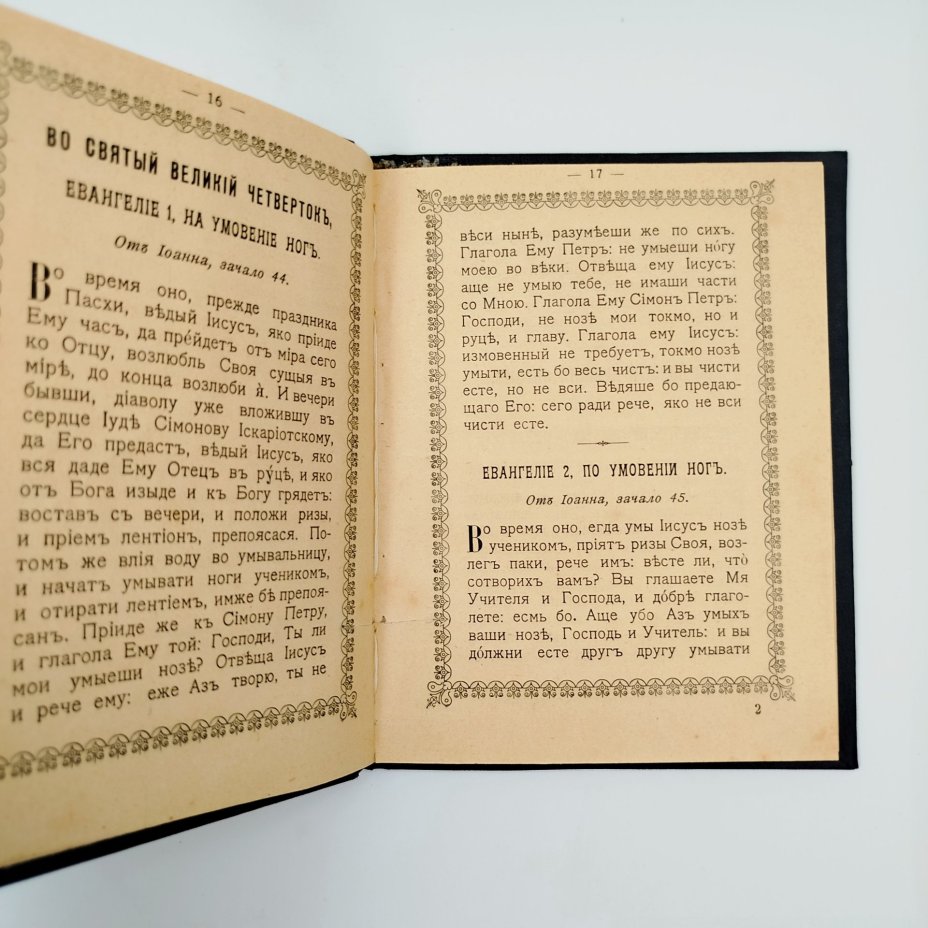 — 16 —
ВО СВЯТЫЙ ВЕЛИКІЙ ЧЕТВЕРТОКЪ,
ЕВАНГЕЛІЕ 1, НА УМОВЕНІЕ НОГЪ.
Отъ Іоанна, зачало 44.
Во время оно, прежде праздника
Пасхи, вѣдый Іисусъ, яко пріиде
Ему часъ, да прéйдетъ отъ міра сего
ко Отцу, возлюбль Своя сущыя въ
мірѣ, до конца возлюби я̀. И вечери
бывши, діаволу уже вложившу въ
сердце Іудѣ Сімонову Іскаріотскому,
да Его предастъ, вѣдый Іисусъ, яко
вся даде Ему Отецъ въ рýцѣ, и яко
отъ Бога изыде и къ Богу грядетъ:
воставъ съ вечери, и положи ризы,
и пріемъ лентіонъ, препоясася. По-
томъ же влія воду во умывальницу,
и начатъ умывати ноги ученикомъ,
и отирати лентіемъ, имже бѣ препоя-
санъ. Пріиде же къ Сімону Петру,
и глагола Ему той: Господи, Ты ли
мои умыеши нозѣ? Отвѣща Іисусъ
и рече ему: еже Азъ творю, ты не
— 17 —
вѣси нынѣ, разумѣеши же по сихъ.
Глагола Ему Петръ: не умыеши нóгу
моею во вѣки. Отвѣща ему Іисусъ:
аще не умыю тебе, не имаши части
со Мною. Глагола Ему Сімонъ Петръ:
Господи, не нозѣ мои токмо, но и
руцѣ, и главу. Глагола ему Іисусъ:
измовенный не требуетъ, токмо нозѣ
умыти, есть бо весь чистъ: и вы чисти
есте, но не вси. Вѣдяше бо предаю-
щаго Его: сего ради рече, яко не вси
чисти есте.
ЕВАНГЕЛІЕ 2, ПО УМОВЕНІИ НОГЪ.
Отъ Іоанна, зачало 45.
Во время оно, егда умы Іисусъ нозѣ
ученикомъ, пріятъ ризы Своя, воз-
легъ паки, рече имъ: вѣсте ли, чтò
сотворихъ вамъ? Вы глашаете Мя
Учителя и Господа, и дóбрѣ глаго-
лете: есмь бо. Аще убо Азъ умыхъ
ваши нозѣ, Господь и Учитель: и вы
дóлжни есте другъ другу умывати
2